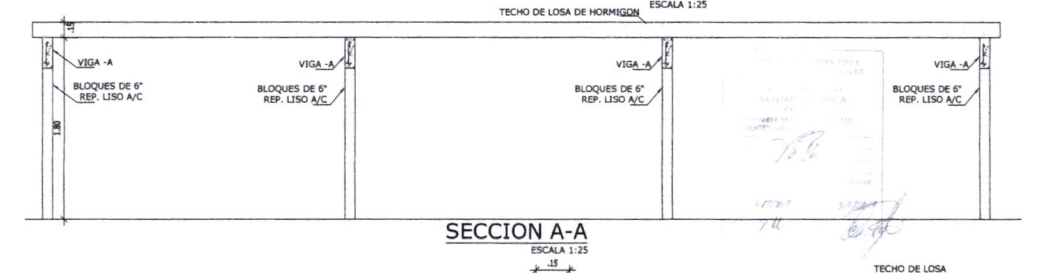 ESCALA 1:25
TECHO DE LOSA DE HORMIGON
.15
VIGA -A
VIGA -A
VIGA -A
VIGA -A
BLOQUES DE 6"
REP. LISO A/C
BLOQUES DE 6"
REP. LISO A/C
BLOQUES DE 6"
REP. LISO A/C
BLOQUES DE 6"
REP. LISO A/C
1.80
SECCION A-A
ESCALA 1:25
.15
TECHO DE LOSA